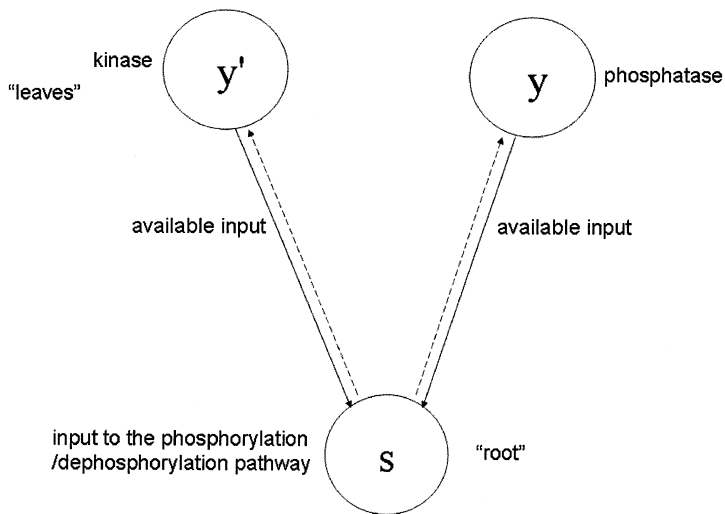 kinase
y'
y
phosphatase
“leaves”
available input
available input
input to the phosphorylation
/dephosphorylation pathway
s
“root”